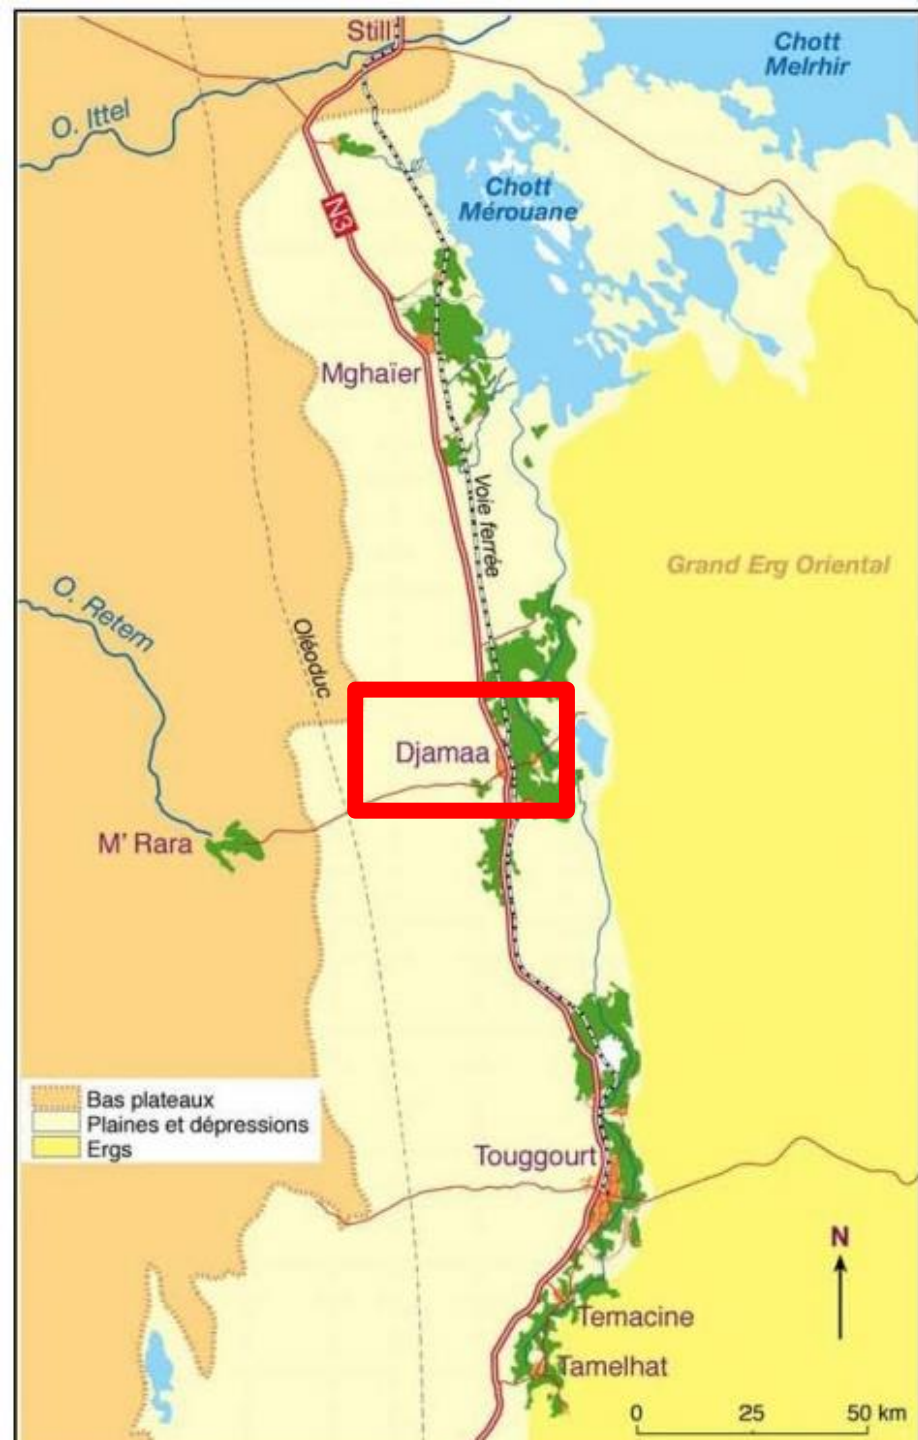 Still
Chott
Melrhir
O. Ittel
Chott
Mérouane
N3
Mghaïer
Voie ferrée
Grand Erg Oriental
O. Retem
Oléoduc
Djamaa
M' Rara
Bas plateaux
Plaines et dépressions
Ergs
Touggourt
N
Temacine
Tamelhat
0 25 50 km